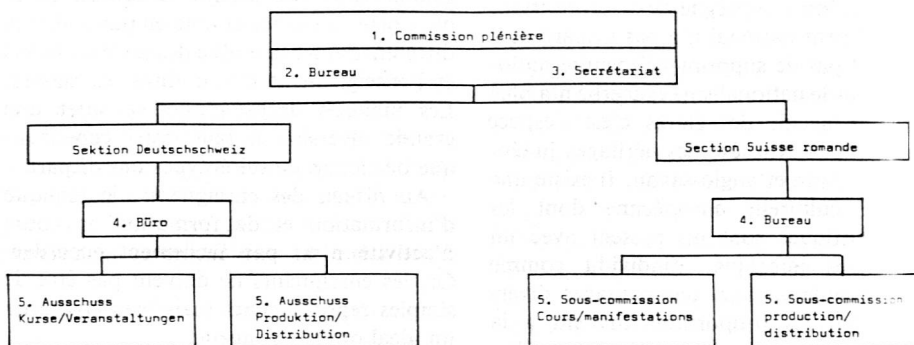 1. Commission plénière
2. Bureau
3. Secrétariat
Sektion Deutschschweiz
Section Suisse romande
4. Büro
4. Bureau
5. Ausschuss
Kurse/Veranstaltungen
5. Ausschuss
Produktion/
Distribution
5. Sous-commission
Cours/manifestations
5. Sous-commission
production/
distribution